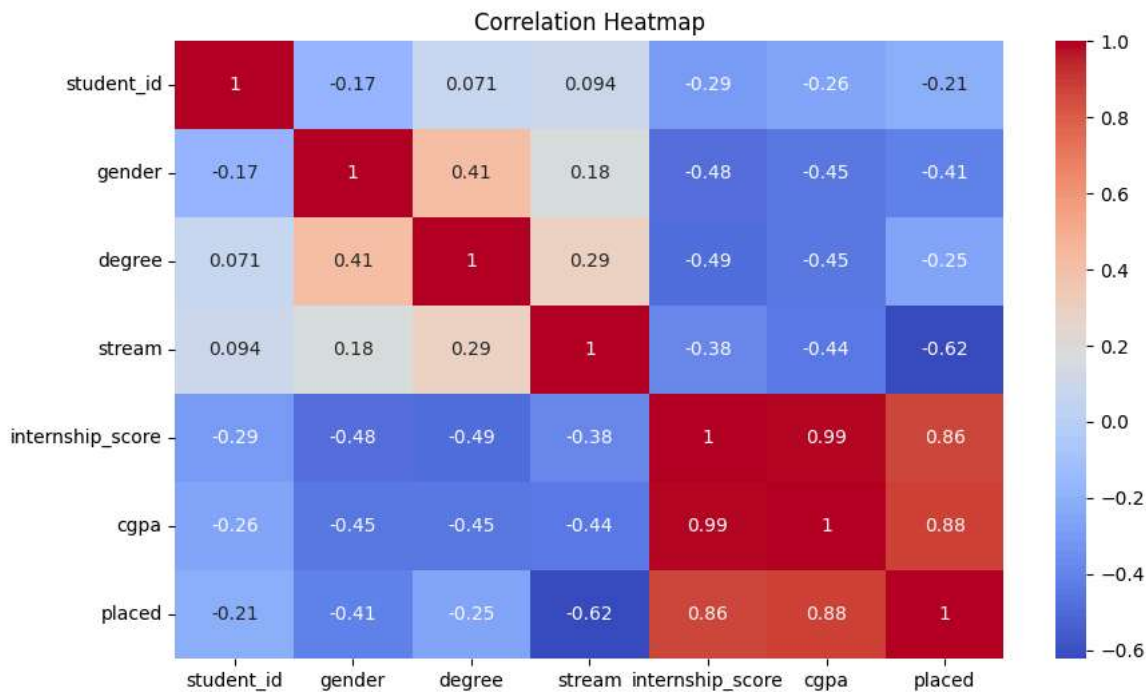 Correlation Heatmap
student_id 1 -0.17 0.071 0.094 -0.29 -0.26 -0.21
gender -0.17 1 0.41 0.18 -0.48 -0.45 -0.41
degree 0.071 0.41 1 0.29 -0.49 -0.45 -0.25
stream 0.094 0.18 0.29 1 -0.38 -0.44 -0.62
internship_score -0.29 -0.48 -0.49 -0.38 1 0.99 0.86
cgpa -0.26 -0.45 -0.45 -0.44 0.99 1 0.88
placed -0.21 -0.41 -0.25 -0.62 0.86 0.88 1
student_id gender degree stream internship_score cgpa placed
1.0
0.8
0.6
0.4
0.2
0.0
−0.2
−0.4
−0.6